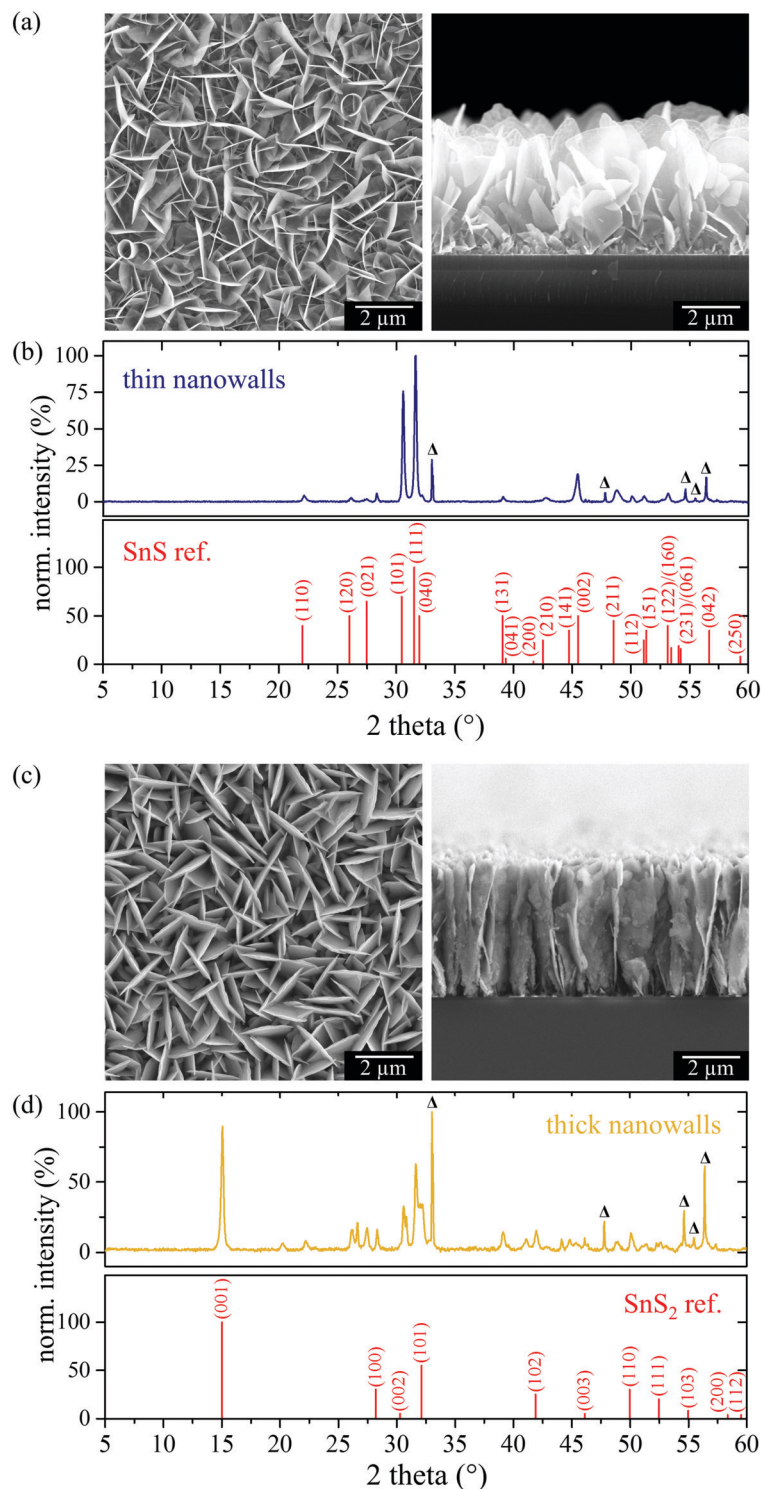 (a)
2 µm
2 µm
(b)
norm. intensity (%)
100
75
50
25
0
thin nanowalls
Δ
Δ
Δ
Δ
Δ
100
50
0
SnS ref.
(110)
(120)
(021)
(101)
(111)
(040)
(131)
(041)
(200)
(210)
(141)
(002)
(211)
(112)
(151)
(122)/(160)
(231)/(061)
(042)
(250)
5 10 15 20 25 30 35 40 45 50 55 60
2 theta (°)
(c)
2 µm
2 µm
(d)
norm. intensity (%)
100
50
0
thick nanowalls
Δ
Δ
Δ
Δ
Δ
100
50
0
SnS₂ ref.
(001)
(100)
(002)
(101)
(102)
(003)
(110)
(111)
(103)
(200)
(112)
5 10 15 20 25 30 35 40 45 50 55 60
2 theta (°)